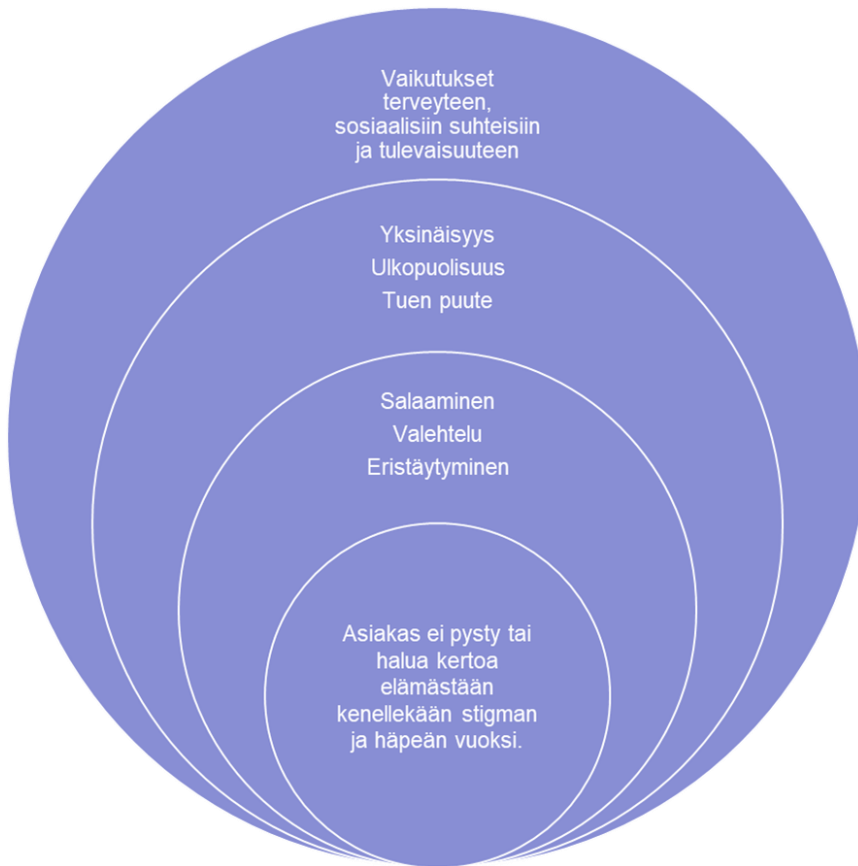 Vaikutukset
terveyteen,
sosiaalisiin suhteisiin
ja tulevaisuuteen
Yksinäisyys
Ulkopuolisuus
Tuen puute
Salaaminen
Valehtelu
Eristäytyminen
Asiakas ei pysty tai
halua kertoa
elämästään
kenellekään stigman
ja häpeän vuoksi.